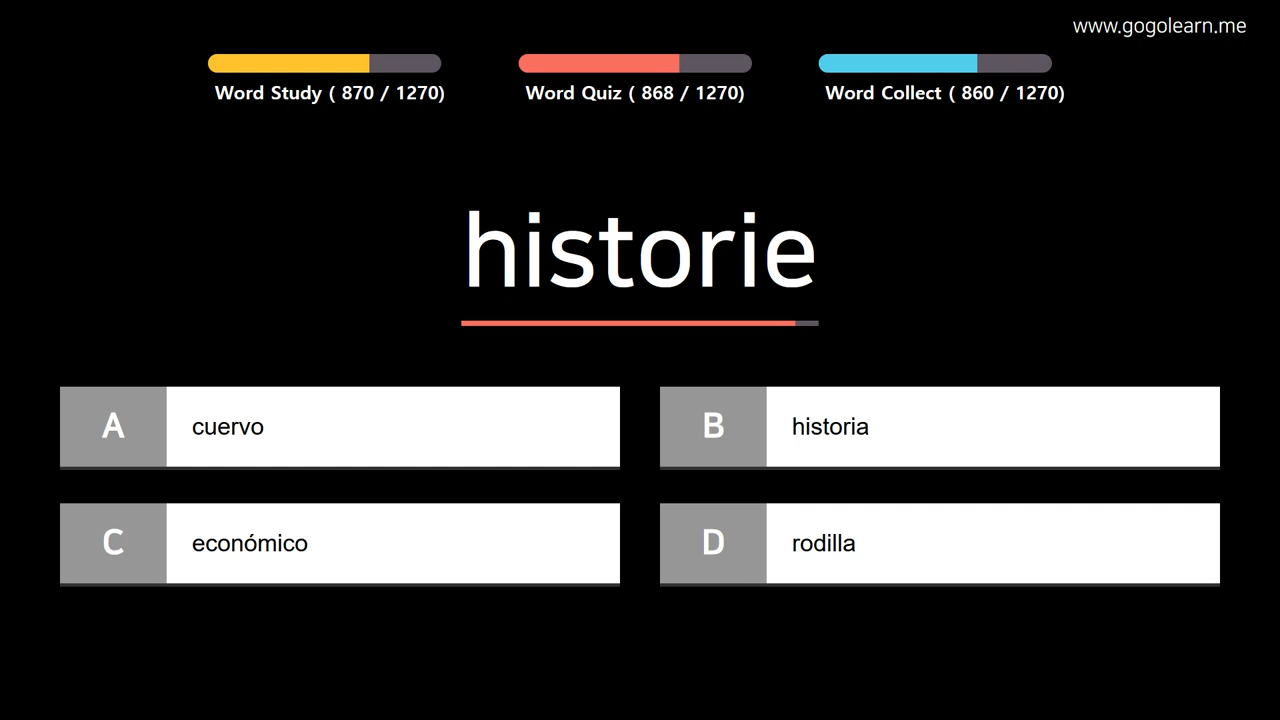 www.gogolearn.me
Word Study ( 870 / 1270)
Word Quiz ( 868 / 1270)
Word Collect ( 860 / 1270)
historie
A
cuervo
B
historia
C
económico
D
rodilla